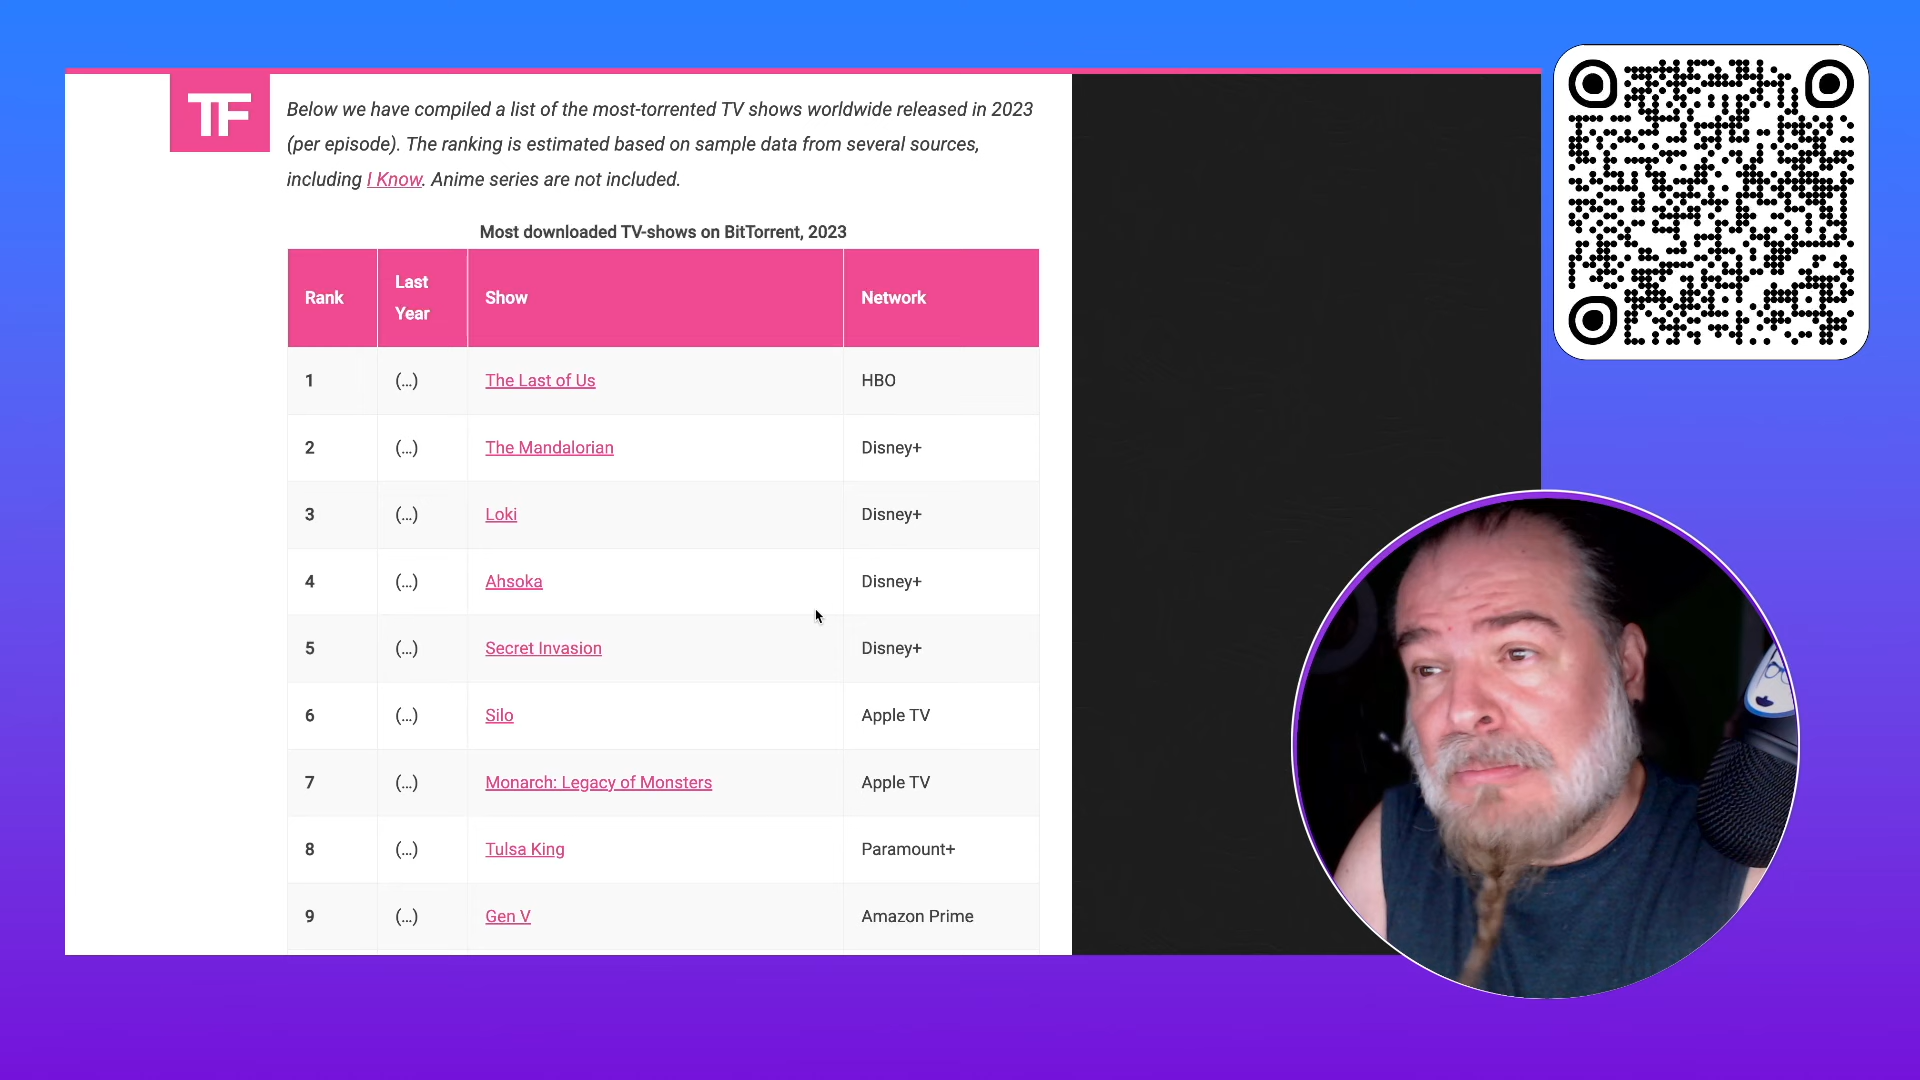 TF
Below we have compiled a list of the most-torrented TV shows worldwide released in 2023
(per episode). The ranking is estimated based on sample data from several sources,
including I Know. Anime series are not included.
Most downloaded TV-shows on BitTorrent, 2023
Rank Last Year Show Network
1 (...) The Last of Us HBO
2 (...) The Mandalorian Disney+
3 (...) Loki Disney+
4 (...) Ahsoka Disney+
5 (...) Secret Invasion Disney+
6 (...) Silo Apple TV
7 (...) Monarch: Legacy of Monsters Apple TV
8 (...) Tulsa King Paramount+
9 (...) Gen V Amazon Prime